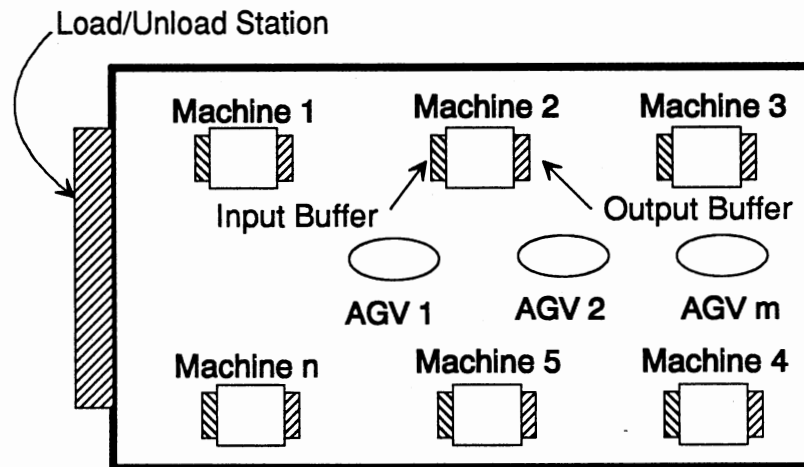 Load/Unload Station
Machine 1
Machine 2
Machine 3
Input Buffer
Output Buffer
AGV 1
AGV 2
AGV m
Machine n
Machine 5
Machine 4